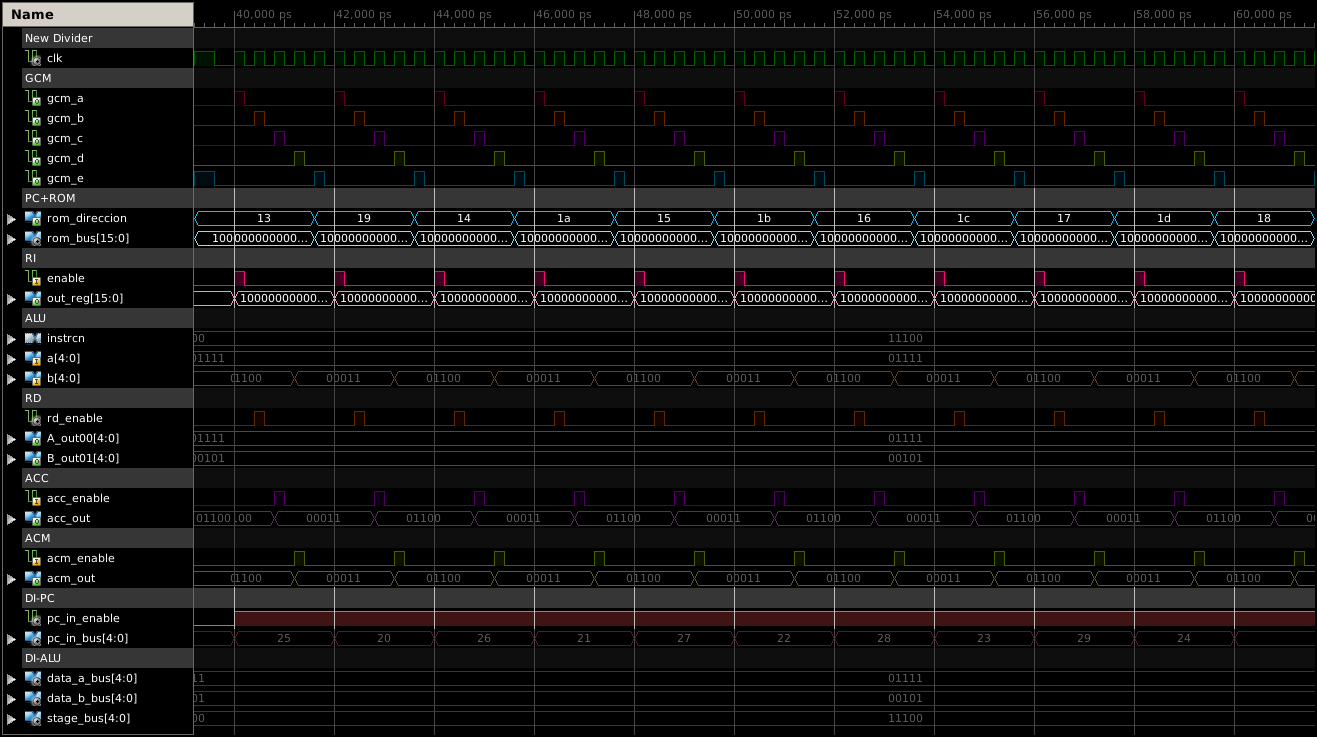 Name 40,000 ps 42,000 ps 44,000 ps 46,000 ps 48,000 ps 50,000 ps 52,000 ps 54,000 ps 56,000 ps 58,000 ps 60,000 ps
New Divider
clk
GCM
gcm_a
gcm_b
gcm_c
gcm_d
gcm_e
PC+ROM
rom_direccion 13 19 14 1a 15 1b 16 1c 17 1d 18
rom_bus[15:0] 100000000000... 10000000000... 10000000000... 10000000000... 10000000000... 10000000000... 10000000000... 10000000000... 10000000000... 10000000000... 10000000000...
RI
enable
out_reg[15:0] 10000000000... 10000000000... 10000000000... 10000000000... 10000000000... 10000000000... 10000000000... 10000000000... 10000000000... 10000000000... 1000000000
ALU
instrcn 00 11100
a[4:0] 01111 01111
b[4:0] 01100 00011 01100 00011 01100 00011 01100 00011 01100 00011 01100
RD
rd_enable
A_out00[4:0] 01111 01111
B_out01[4:0] 00101 00101
ACC
acc_enable
acc_out 01100 00 00011 01100 00011 01100 00011 01100 00011 01100 00011 01100 0
ACM
acm_enable
acm_out 01100 00011 01100 00011 01100 00011 01100 00011 01100 00011 01100
DI-PC
pc_in_enable
pc_in_bus[4:0] 25 20 26 21 27 22 28 23 29 24
DI-ALU
data_a_bus[4:0] 11 01111
data_b_bus[4:0] 01 00101
stage_bus[4:0] 00 11100